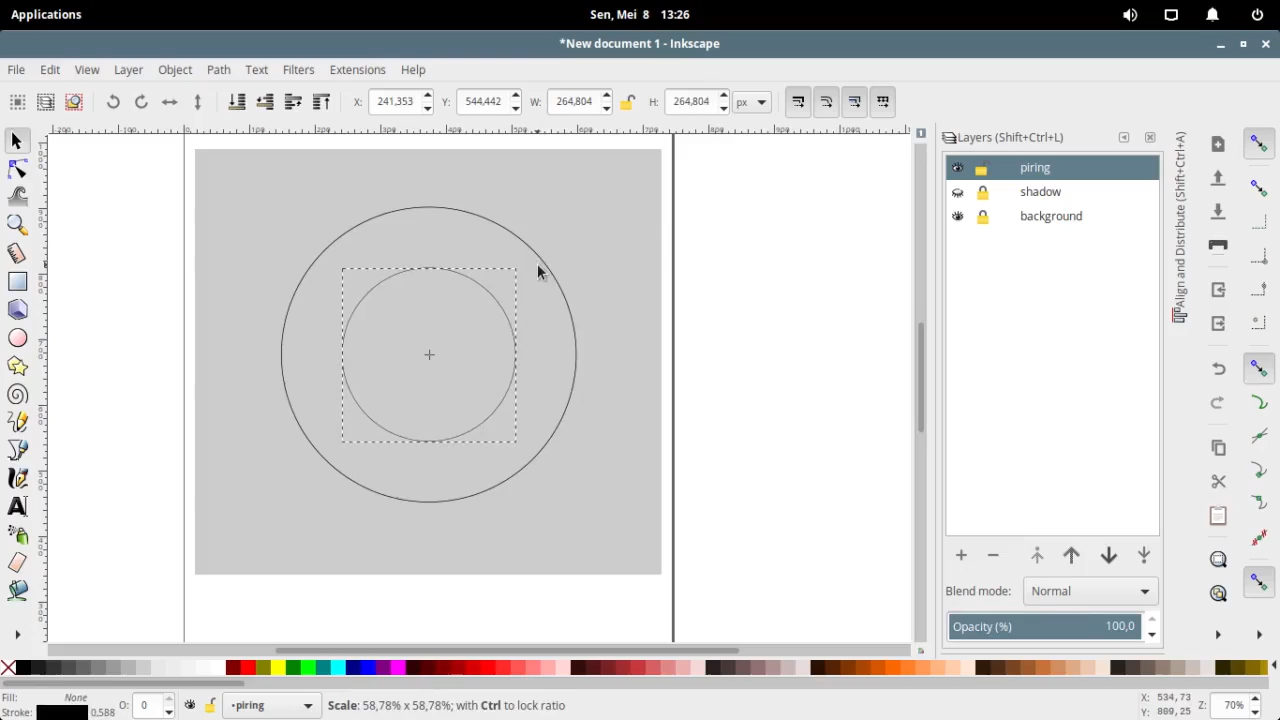 Applications
Sen, Mei 8 13:26
*New document 1 - Inkscape
File Edit View Layer Object Path Text Filters Extensions Help
X: 241,353 Y: 544,442 W: 264,804 H: 264,804 px
Layers (Shift+Ctrl+L)
piring
shadow
background
Align and Distribute (Shift+Ctrl+A)
Blend mode: Normal
Opacity (%) 100,0
Fill: None
Stroke: 0,588
O: 0
•piring
Scale: 58,78% x 58,78%; with Ctrl to lock ratio
X: 534,73
Y: 809,25
Z: 70%